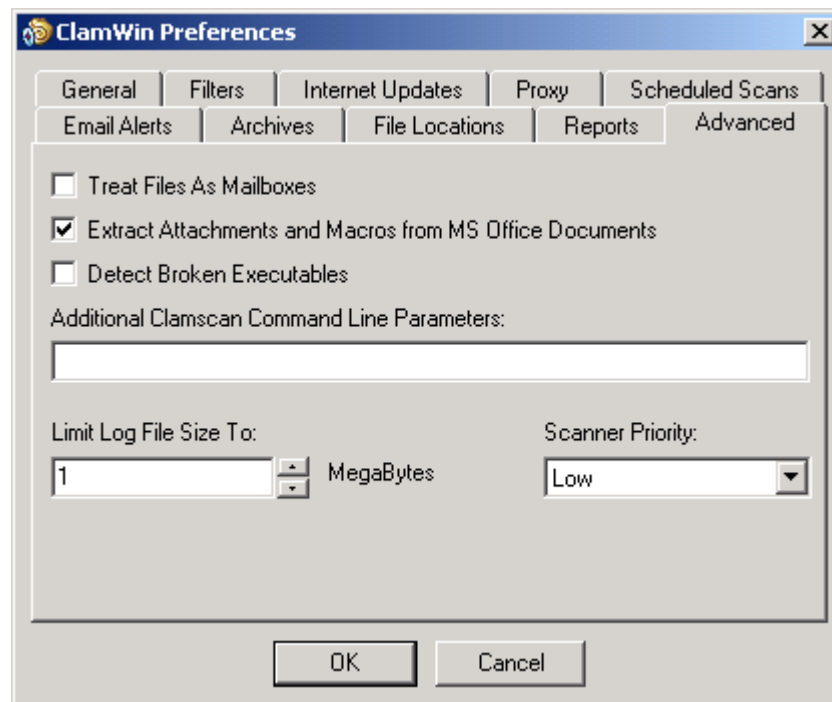 ClamWin Preferences
General Filters Internet Updates Proxy Scheduled Scans
Email Alerts Archives File Locations Reports Advanced
Treat Files As Mailboxes
Extract Attachments and Macros from MS Office Documents
Detect Broken Executables
Additional Clamscan Command Line Parameters:
Limit Log File Size To: Scanner Priority:
1 MegaBytes Low
OK Cancel